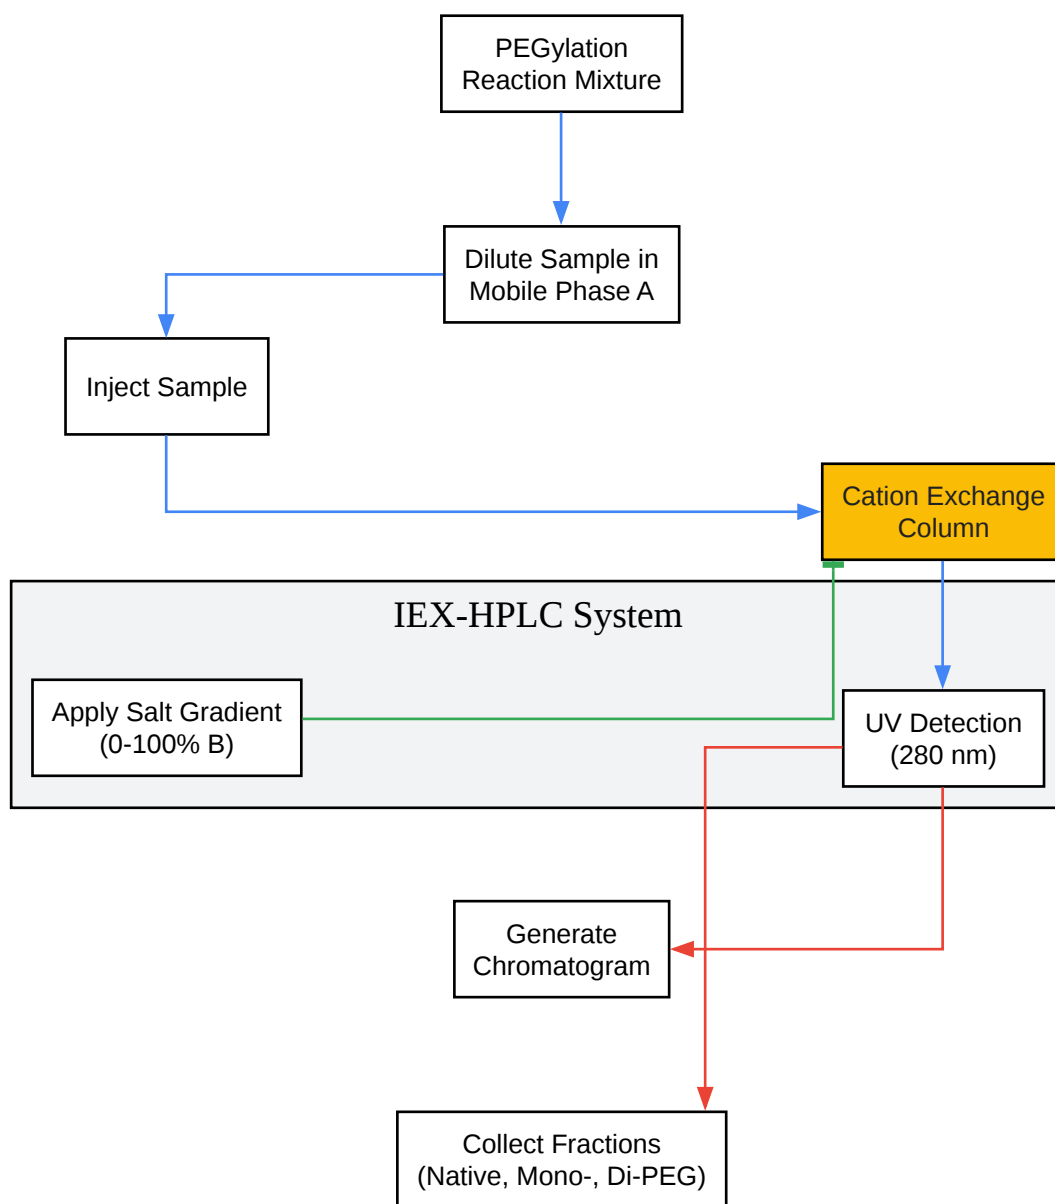 PEGylation
Reaction Mixture
Dilute Sample in
Mobile Phase A
Inject Sample
Cation Exchange
Column
IEX-HPLC System
Apply Salt Gradient
(0-100% B)
UV Detection
(280 nm)
Generate
Chromatogram
Collect Fractions
(Native, Mono-, Di-PEG)